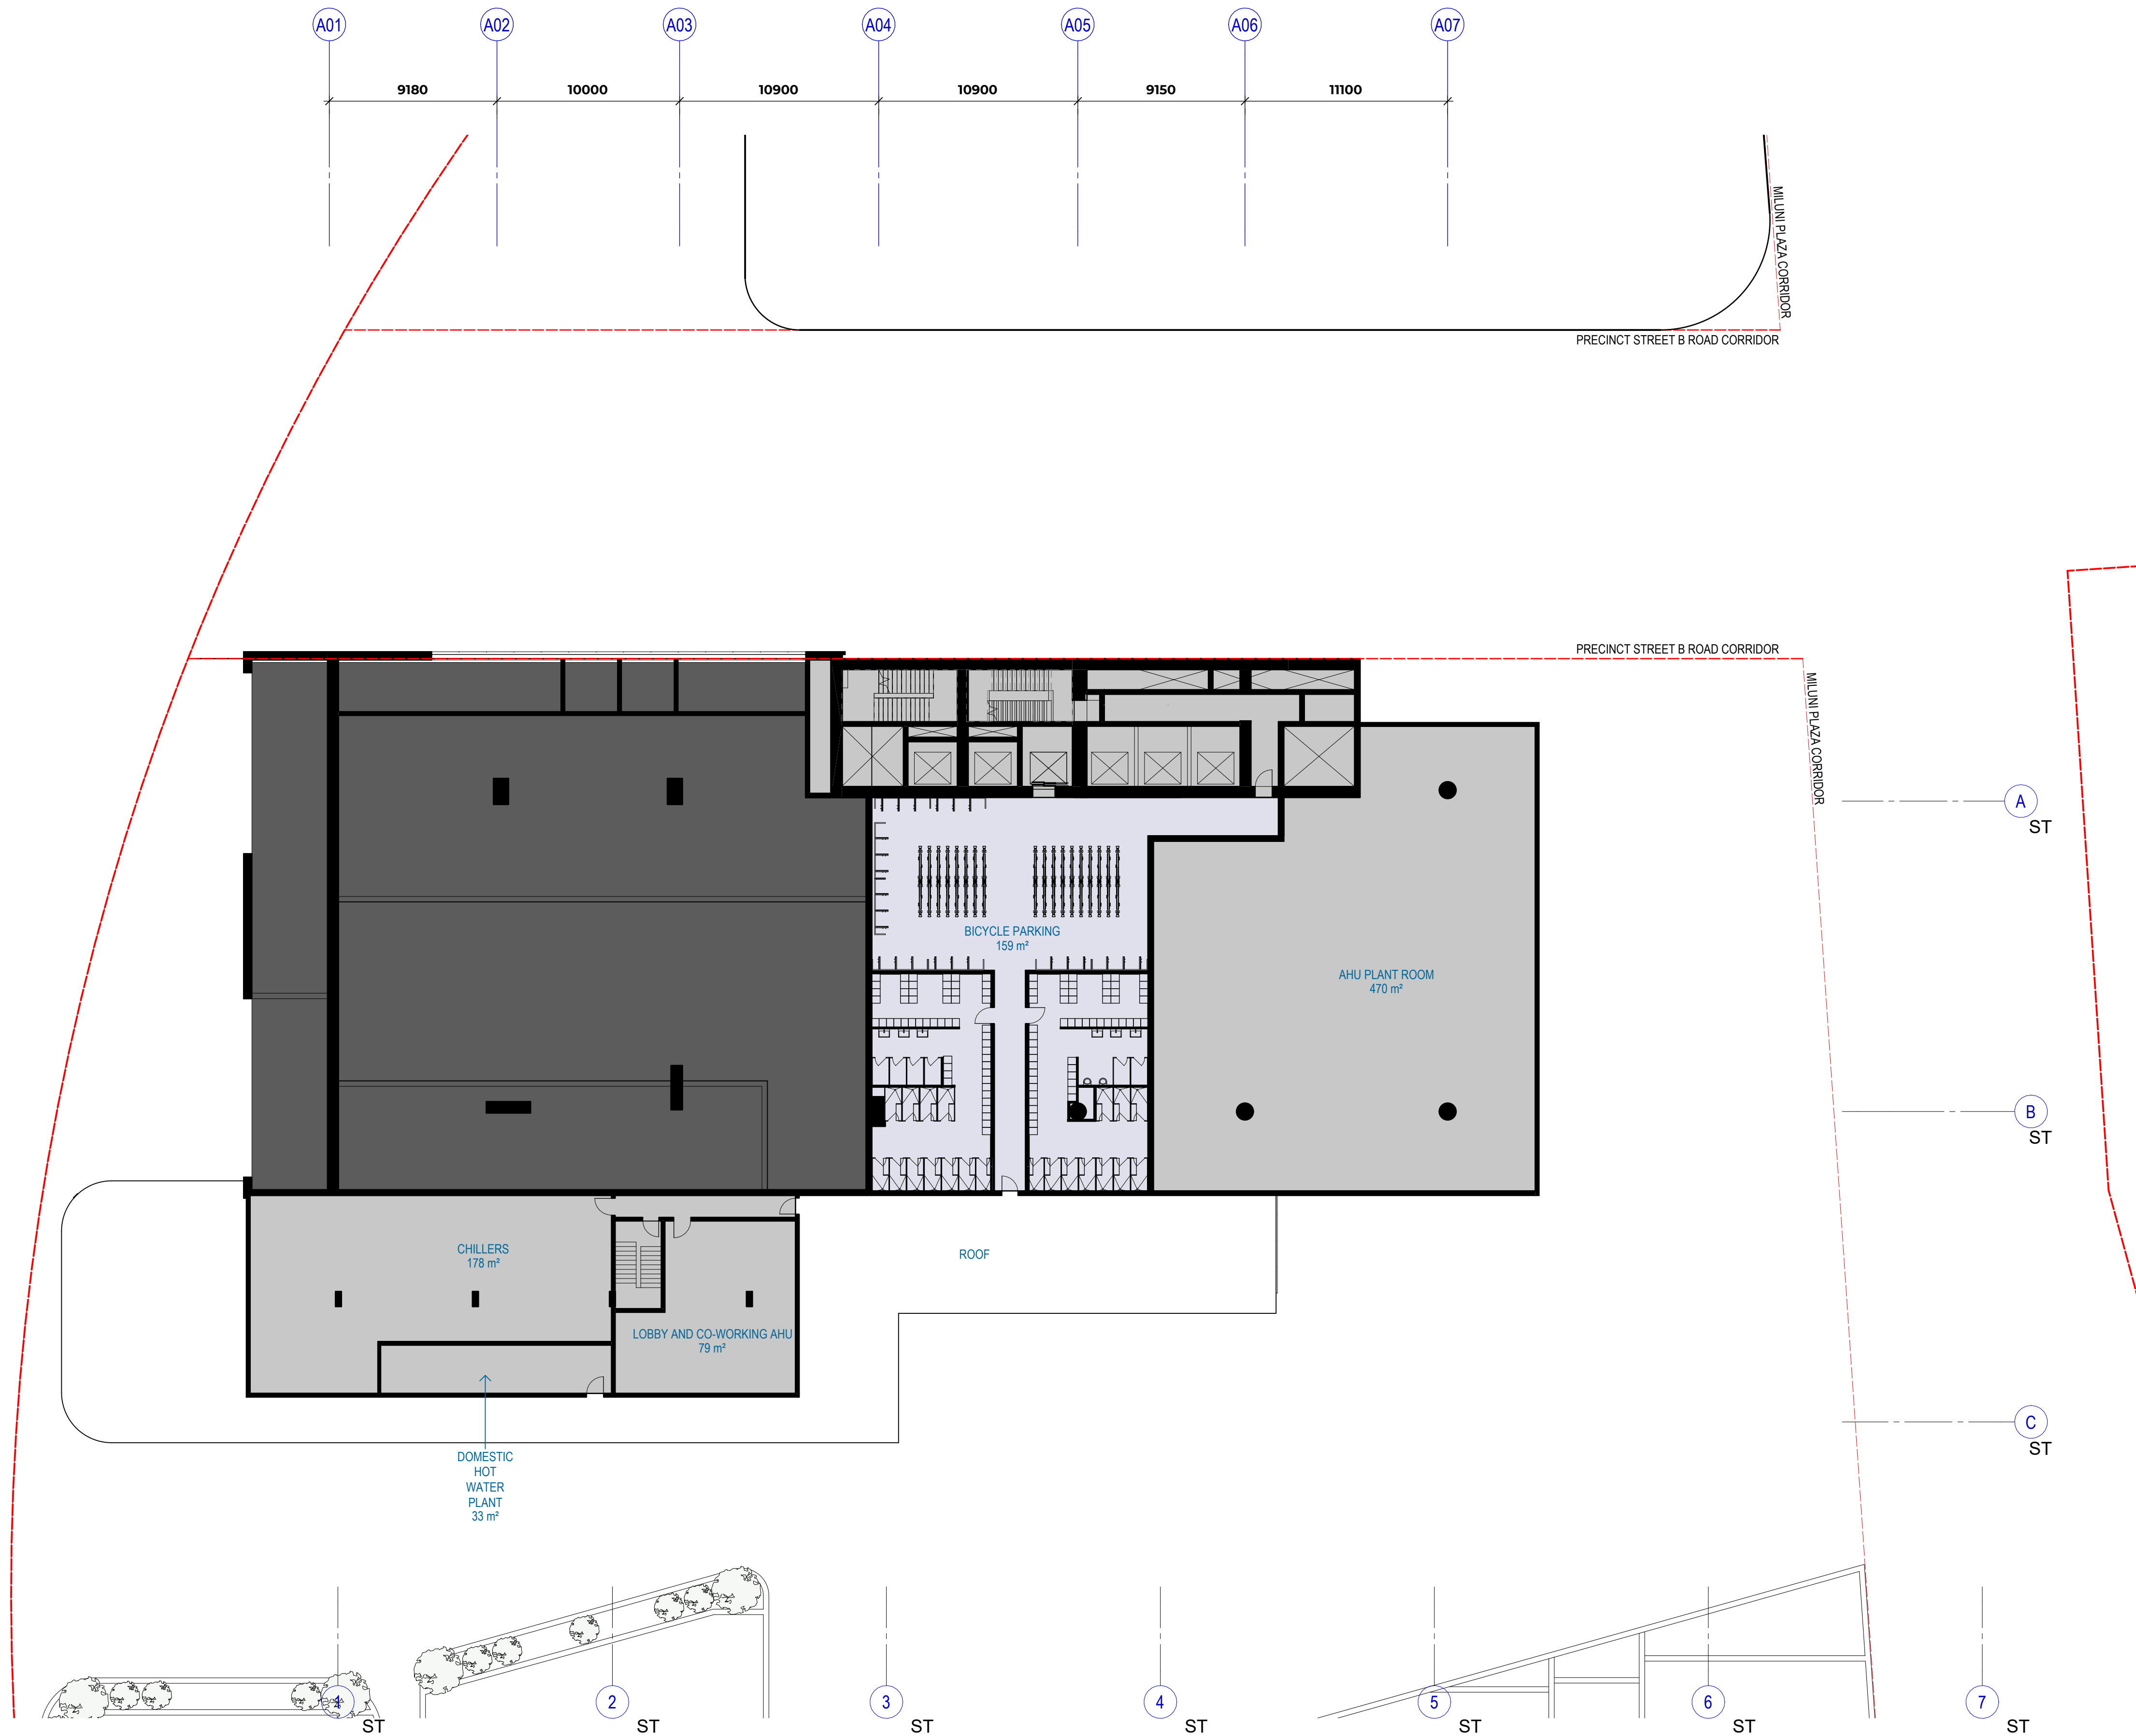 A01 A02 A03 A04 A05 A06 A07
9180 10000 10900 10900 9150 11100
MILUNI PLAZA CORRIDOR
PRECINCT STREET B ROAD CORRIDOR
PRECINCT STREET B ROAD CORRIDOR
MILUNI PLAZA CORRIDOR
A
ST
BICYCLE PARKING
159 m²
AHU PLANT ROOM
470 m²
B
ST
CHILLERS
178 m²
ROOF
LOBBY AND CO-WORKING AHU
79 m²
C
ST
DOMESTIC
HOT
WATER
PLANT
33 m²
1 2 3 4 5 6 7
ST ST ST ST ST ST ST